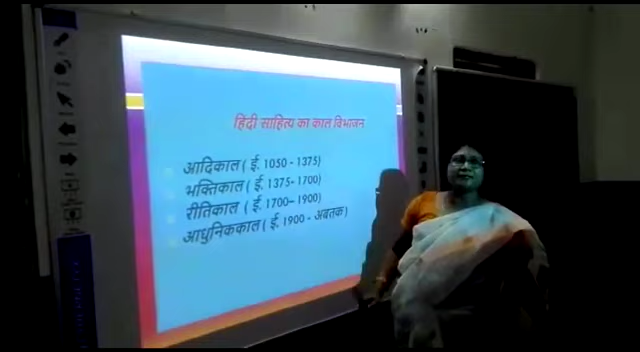 हिंदी साहित्य का काल विभाजन
आदिकाल ( ई. 1050 - 1375)
भक्तिकाल ( ई. 1375- 1700)
रीतिकाल ( ई. 1700– 1900)
आधुनिककाल ( ई. 1900 - अबतक)